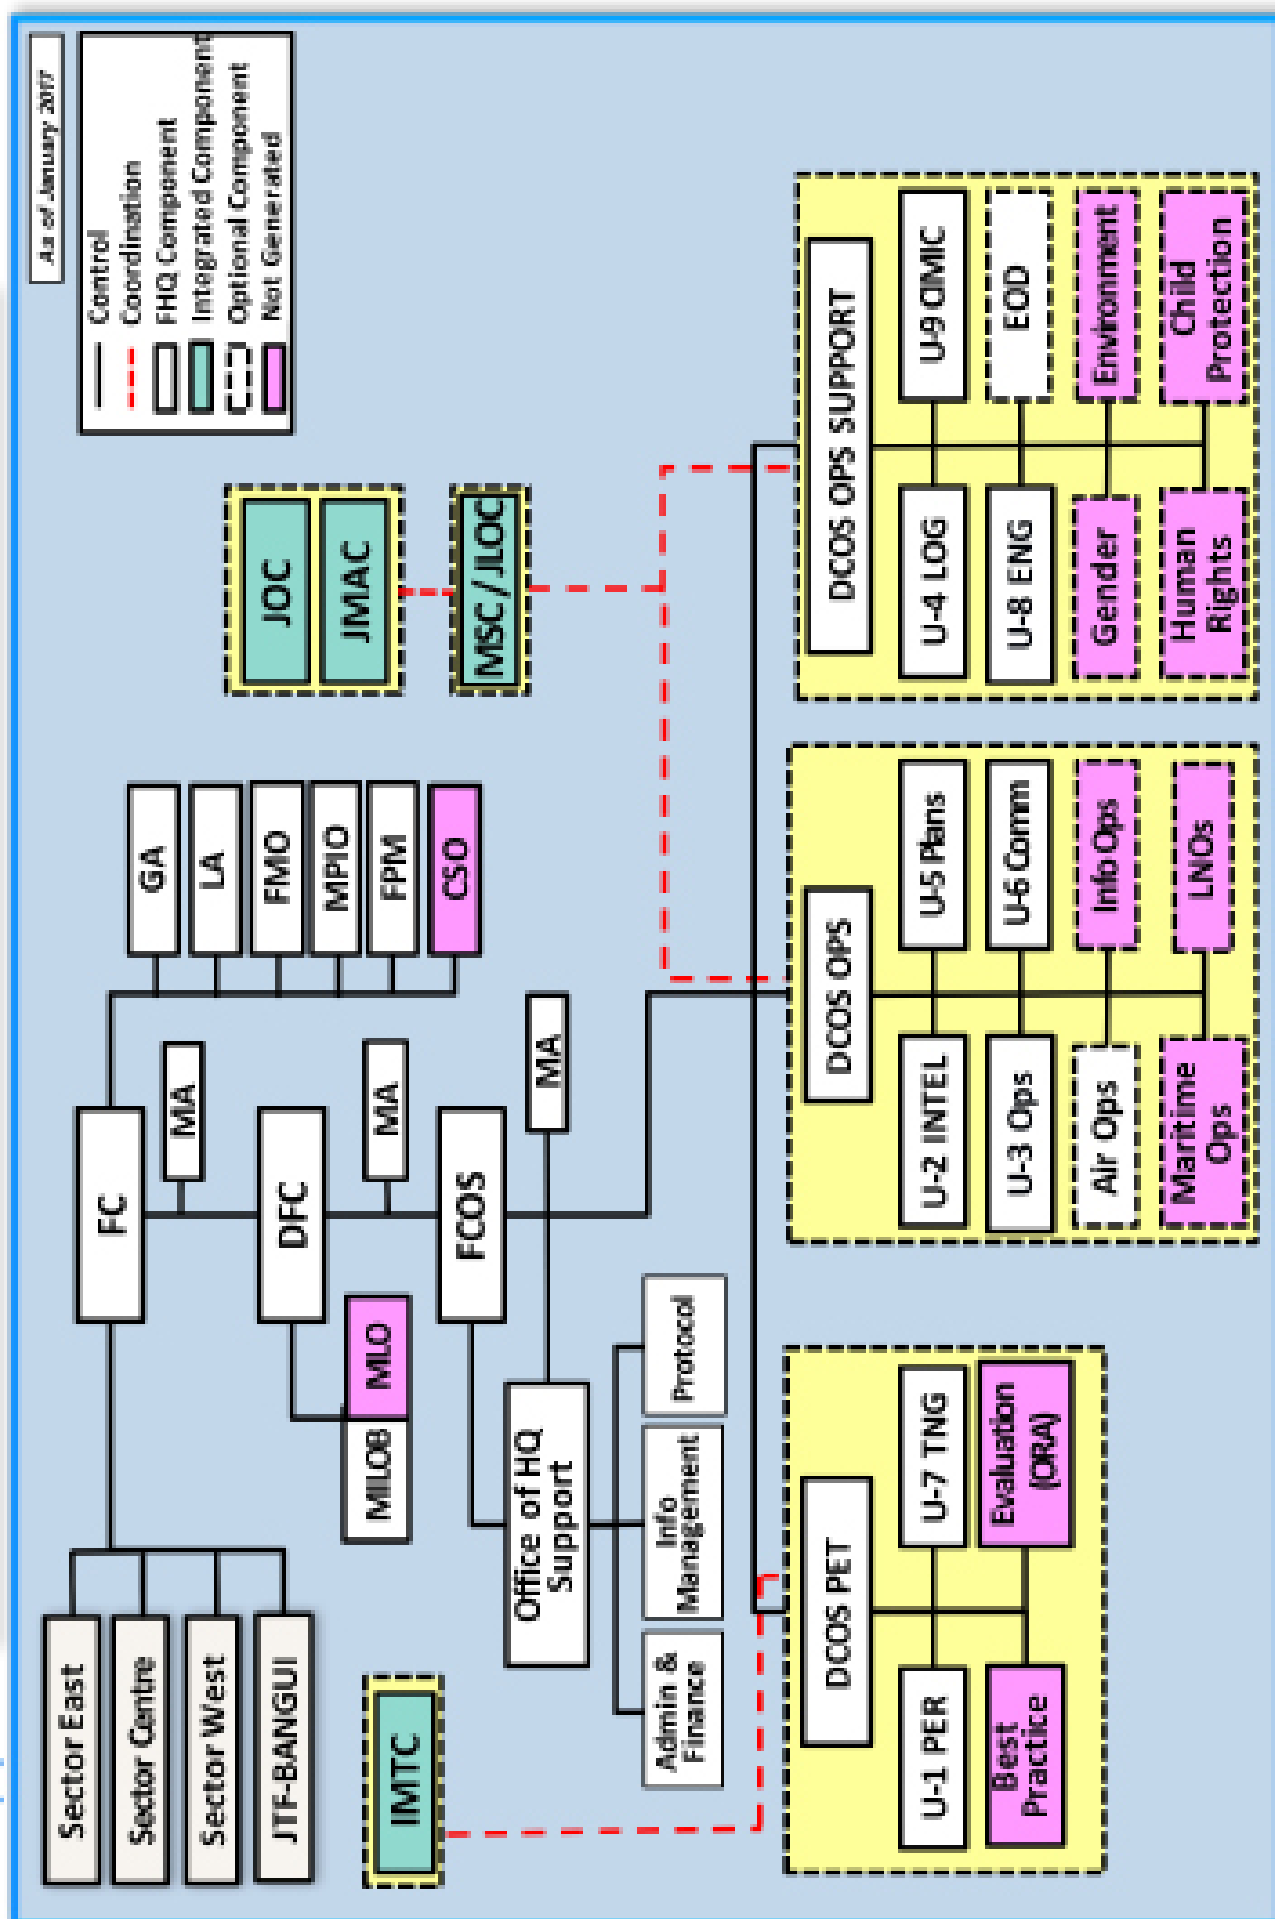 As of January 2017
Control
Coordination
FHQ Component
Integrated Component
Optional Component
Not Generated
FC
MA
GA
LA
FMO
MPIO
FPM
CSO
Sector East
Sector Centre
Sector West
JTF-BANGUI
DFC
MA
MILOB
MLO
JOC
JMAC
MSC / JLOC
IMTC
FCOS
MA
Office of HQ
Support
Admin &
Finance
Info
Management
Protocol
DCOS PET
U-1 PER
U-7 TNG
Best
Practice
Evaluation
(ORA)
DCOS OPS
U-2 INTEL
U-5 Plans
U-3 Ops
U-6 Comm
Air Ops
Info Ops
Maritime
Ops
LNOs
DCOS OPS SUPPORT
U-4 LOG
U-9 CIMIC
U-8 ENG
EOD
Gender
Environment
Human
Rights
Child
Protection